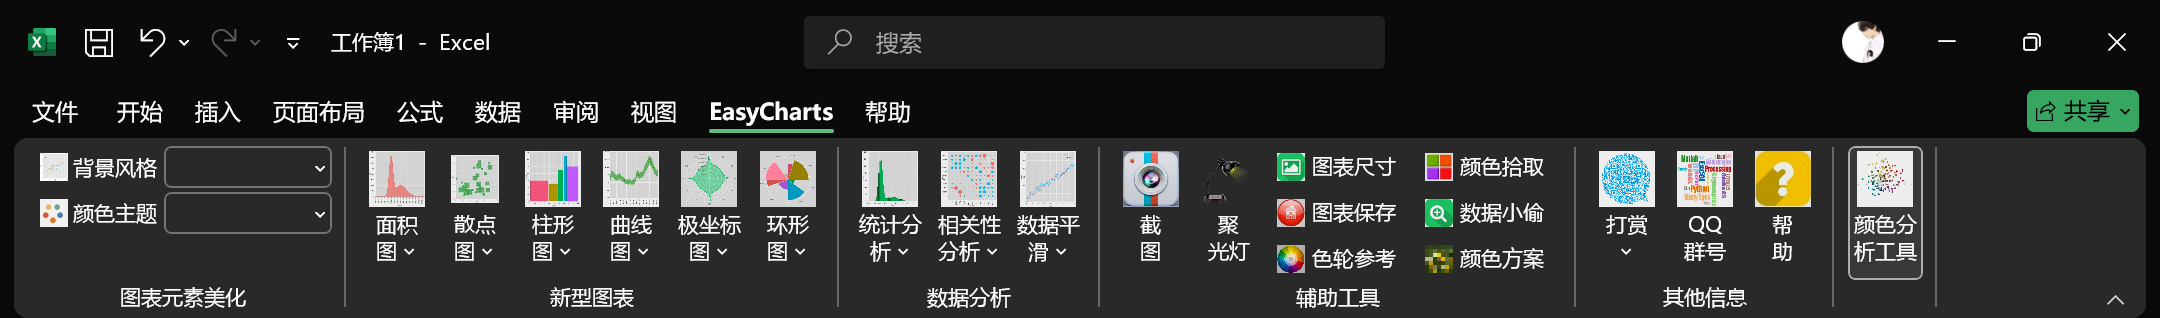 工作簿1 - Excel
搜索
文件 开始 插入 页面布局 公式 数据 审阅 视图 EasyCharts 帮助
共享
背景风格
颜色主题
图表元素美化
面积
图
散点
图
柱形
图
曲线
图
极坐标
图
环形
图
新型图表
统计分
析
相关性
分析
数据平
滑
数据分析
截
图
聚
光灯
图表尺寸
图表保存
色轮参考
颜色拾取
数据小偷
颜色方案
辅助工具
打赏
QQ
群号
帮
助
其他信息
颜色分
析工具